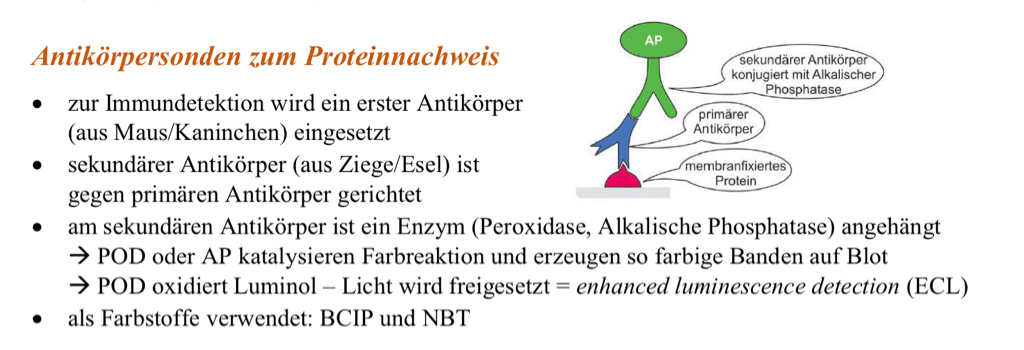 Antikörpersonden zum Proteinnachweis
• zur Immundetektion wird ein erster Antikörper
(aus Maus/Kaninchen) eingesetzt
• sekundärer Antikörper (aus Ziege/Esel) ist
gegen primären Antikörper gerichtet
• am sekundären Antikörper ist ein Enzym (Peroxidase, Alkalische Phosphatase) angehängt
→ POD oder AP katalysieren Farbreaktion und erzeugen so farbige Banden auf Blot
→ POD oxidiert Luminol – Licht wird freigesetzt = enhanced luminescence detection (ECL)
• als Farbstoffe verwendet: BCIP und NBT
AP
sekundärer Antikörper
konjugiert mit Alkalischer
Phosphatase
primärer
Antikörper
membranfixiertes
Protein